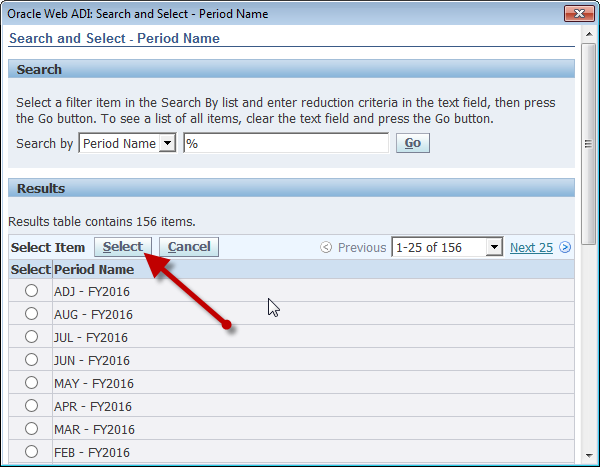 Oracle Web ADI: Search and Select - Period Name
Search and Select - Period Name
Search
Select a filter item in the Search By list and enter reduction criteria in the text field, then press
the Go button. To see a list of all items, clear the text field and press the Go button.
Search by Period Name % Go
Results
Results table contains 156 items.
Select Item Select Cancel Previous 1-25 of 156 Next 25
Select Period Name
ADJ - FY2016
AUG - FY2016
JUL - FY2016
JUN - FY2016
MAY - FY2016
APR - FY2016
MAR - FY2016
FEB - FY2016